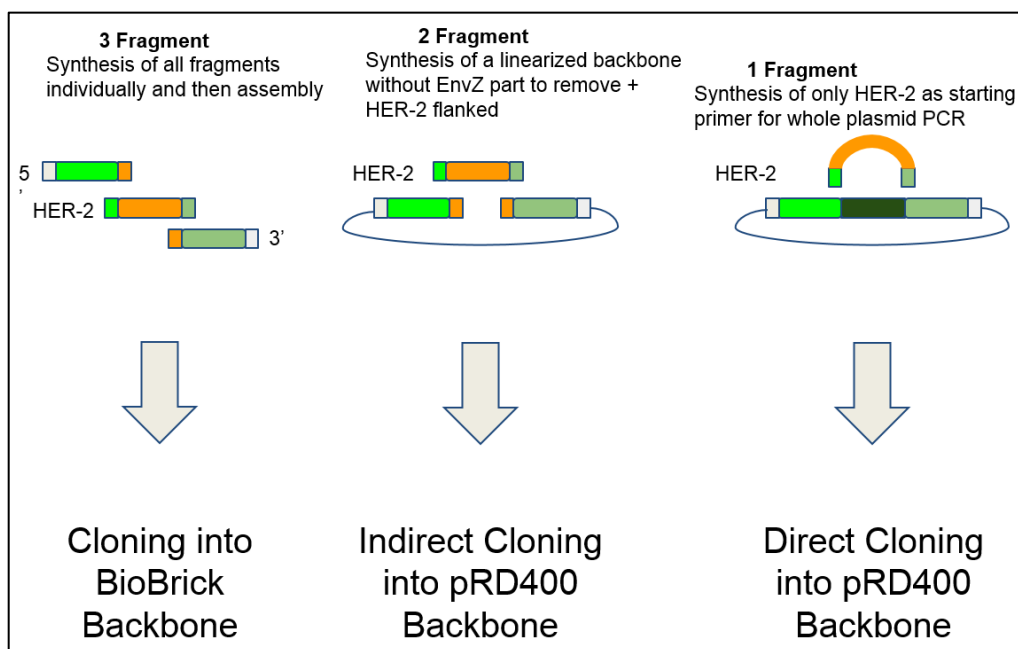 3 Fragment
Synthesis of all fragments
individually and then assembly
5
'
HER-2
3'
Cloning into
BioBrick
Backbone
2 Fragment
Synthesis of a linearized backbone
without EnvZ part to remove +
HER-2 flanked
HER-2
Indirect Cloning
into pRD400
Backbone
1 Fragment
Synthesis of only HER-2 as starting
primer for whole plasmid PCR
HER-2
Direct Cloning
into pRD400
Backbone